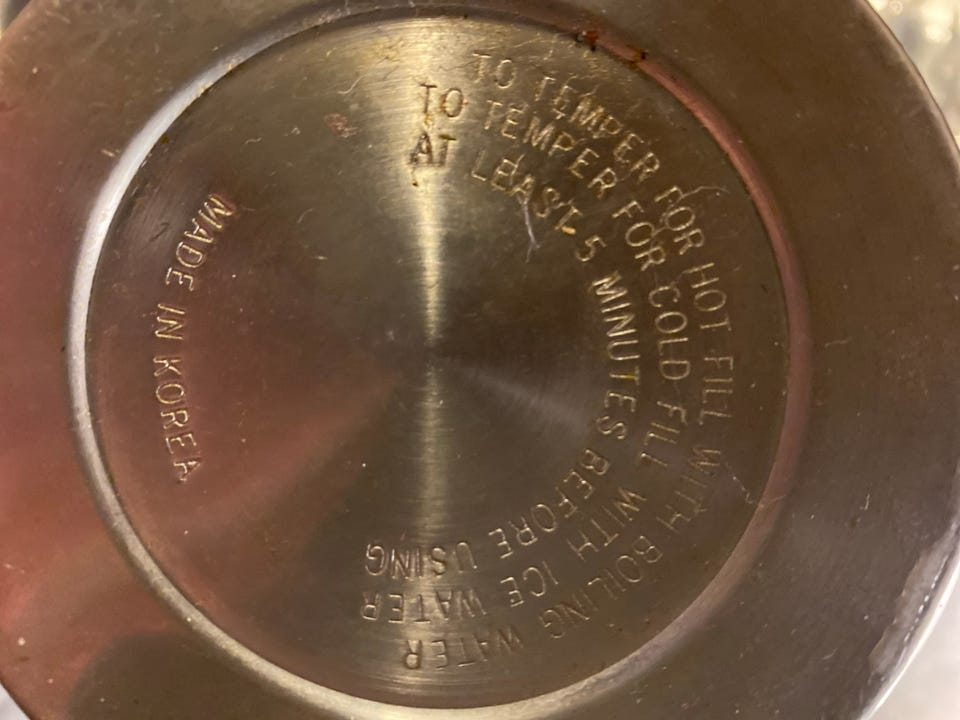 TO TEMPER FOR HOT FILL WITH BOILING WATER
TO TEMPER FOR COLD FILL WITH ICE WATER
AT LEAST 5 MINUTES BEFORE USING
MADE IN KOREA